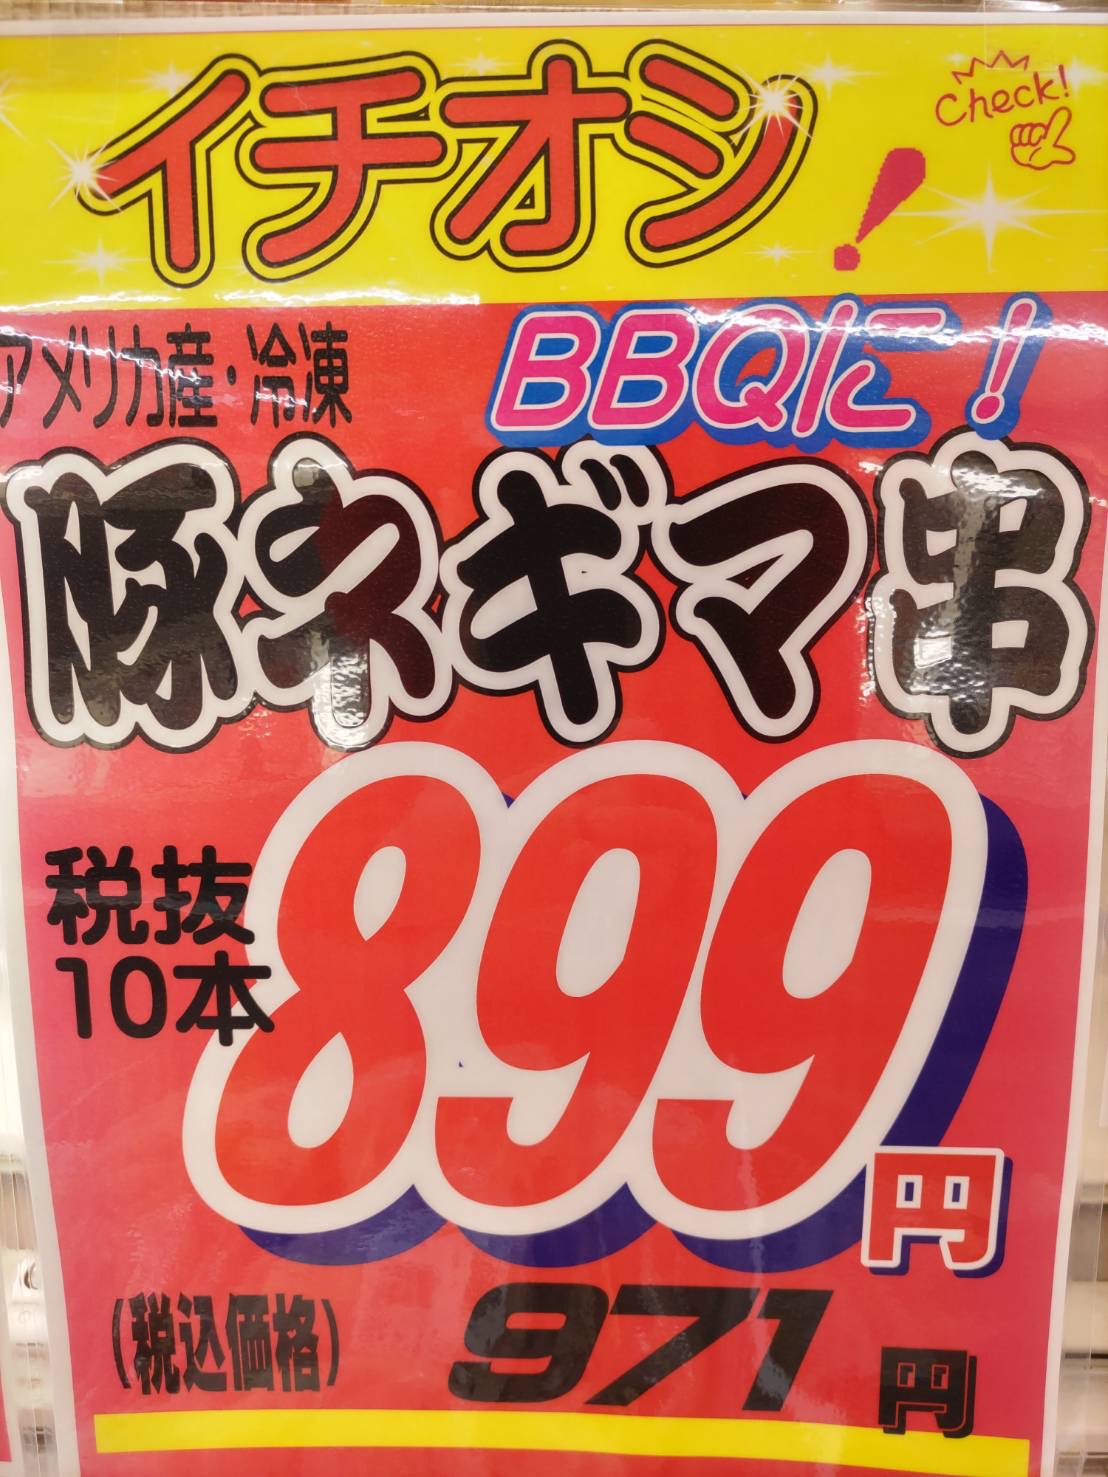 イチオシ!
Check!
アメリカ産・冷凍
BBQに!
豚ネギマ串
税抜
10本
899円
(税込価格) 971円